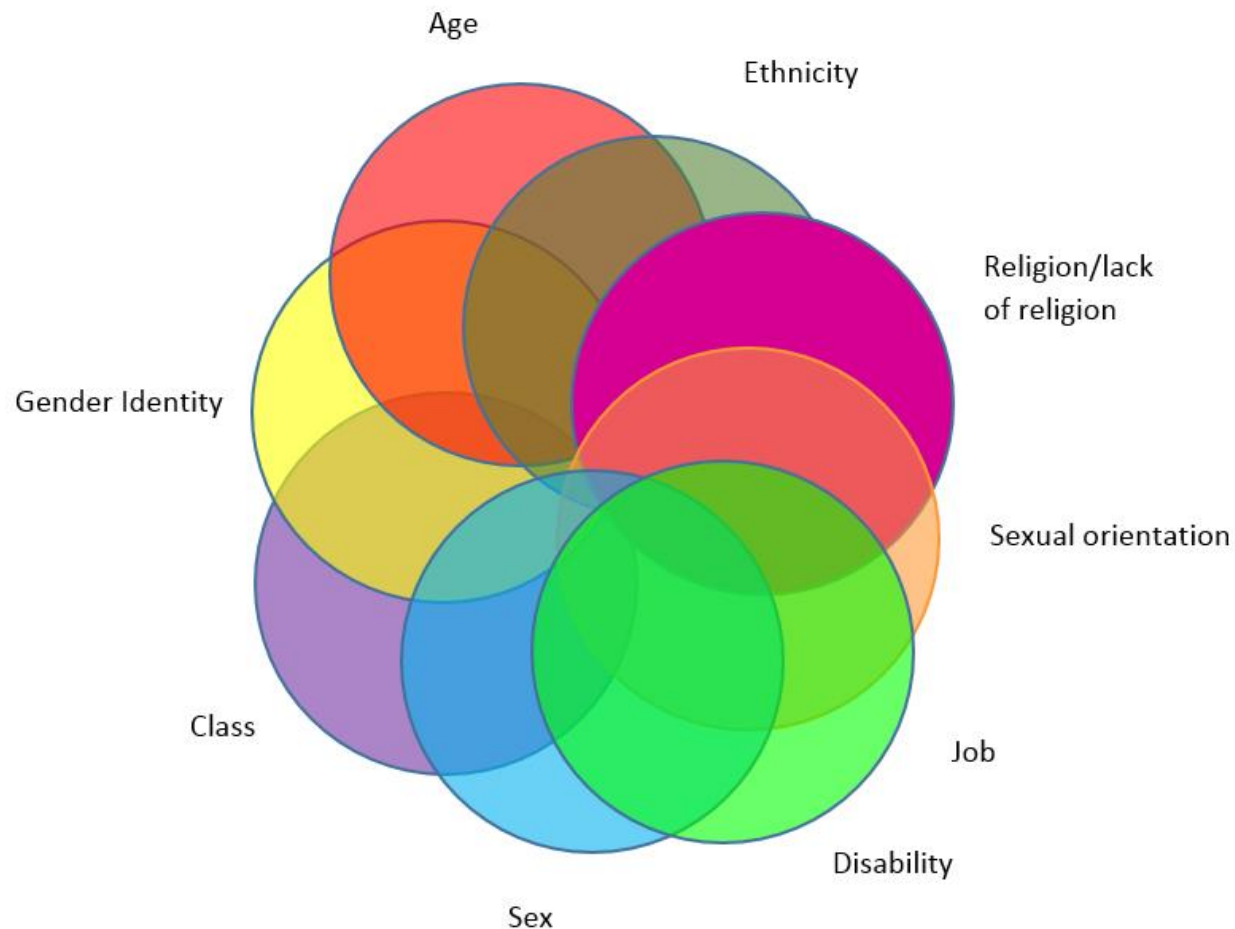 Age
Ethnicity
Religion/lack
of religion
Gender Identity
Sexual orientation
Class
Job
Disability
Sex